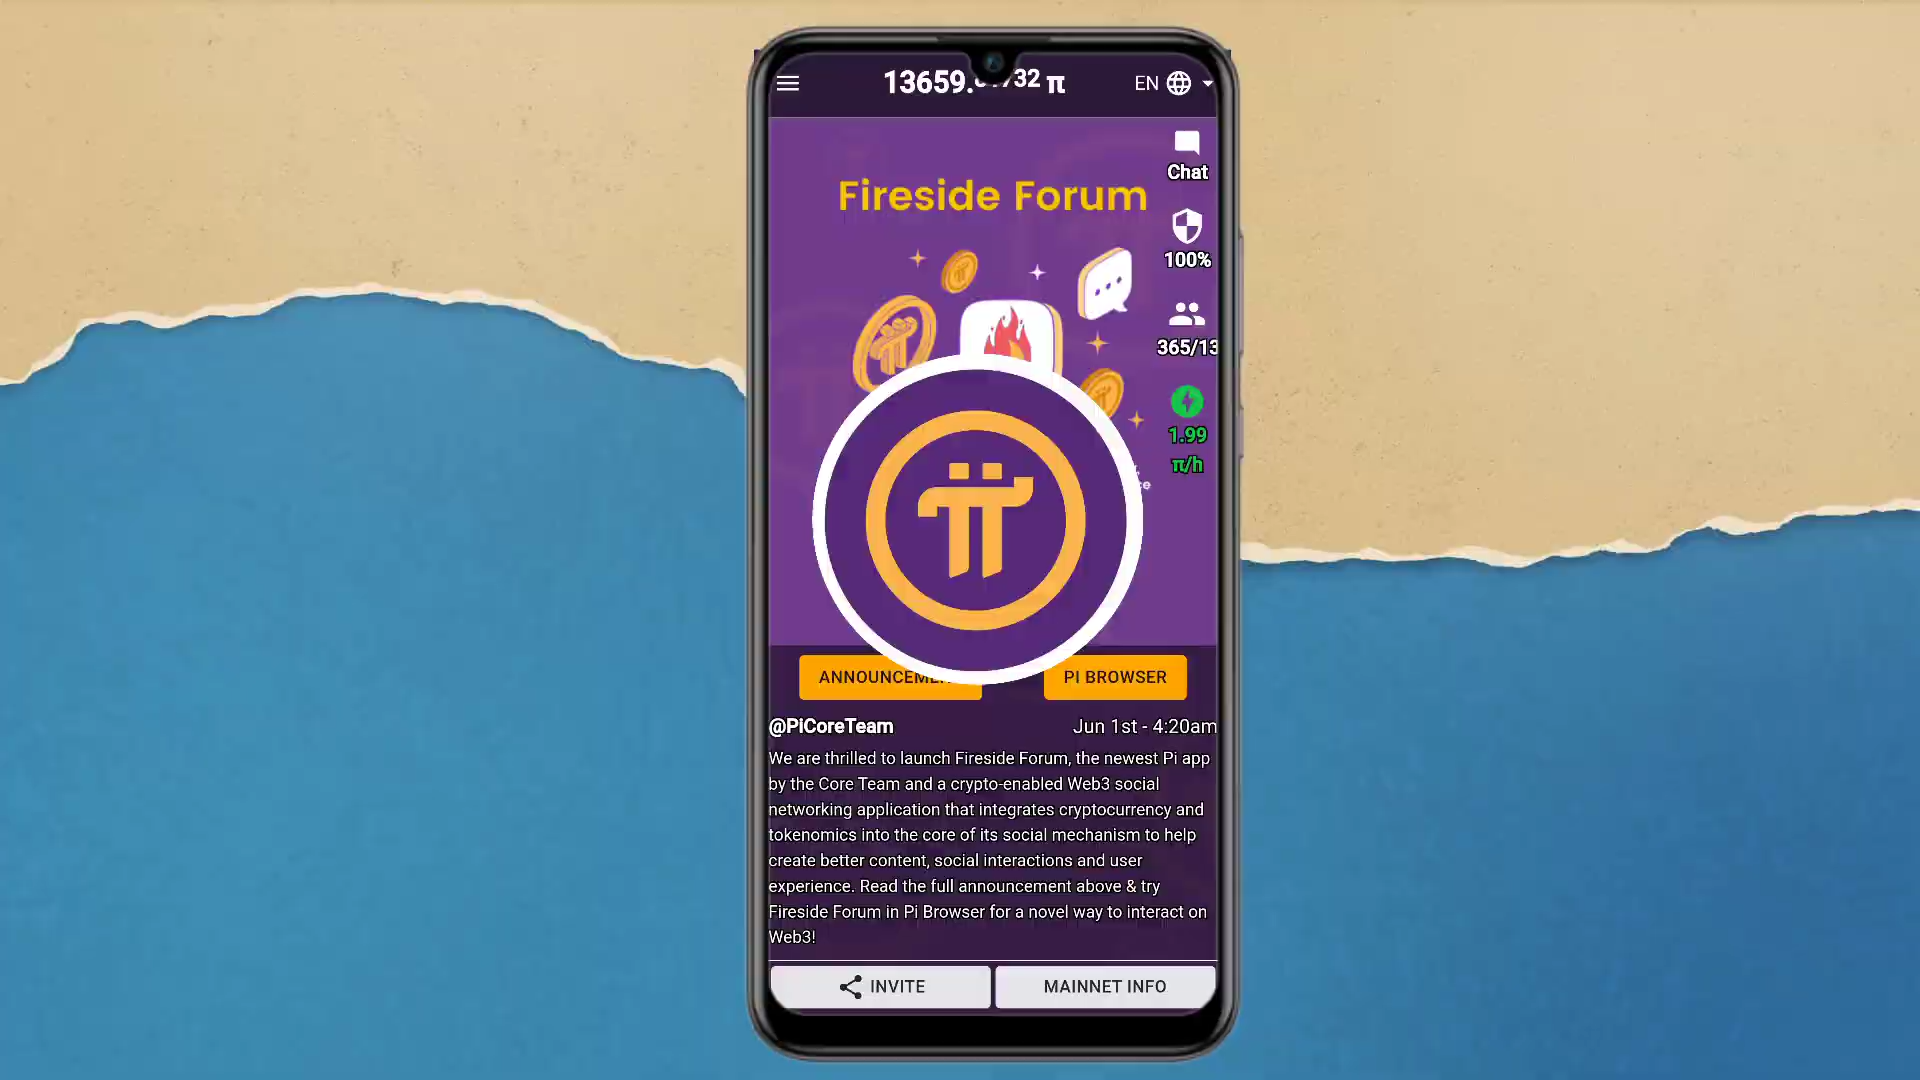 13659. 32 π
EN
Chat
Fireside Forum
100%
365/13
1.99
π/h
PI BROWSER
@PiCoreTeam
Jun 1st - 4:20am
We are thrilled to launch Fireside Forum, the newest Pi app
by the Core Team and a crypto-enabled Web3 social
networking application that integrates cryptocurrency and
tokenomics into the core of its social mechanism to help
create better content, social interactions and user
experience. Read the full announcement above & try
Fireside Forum in Pi Browser for a novel way to interact on
Web3!
INVITE
MAINNET INFO